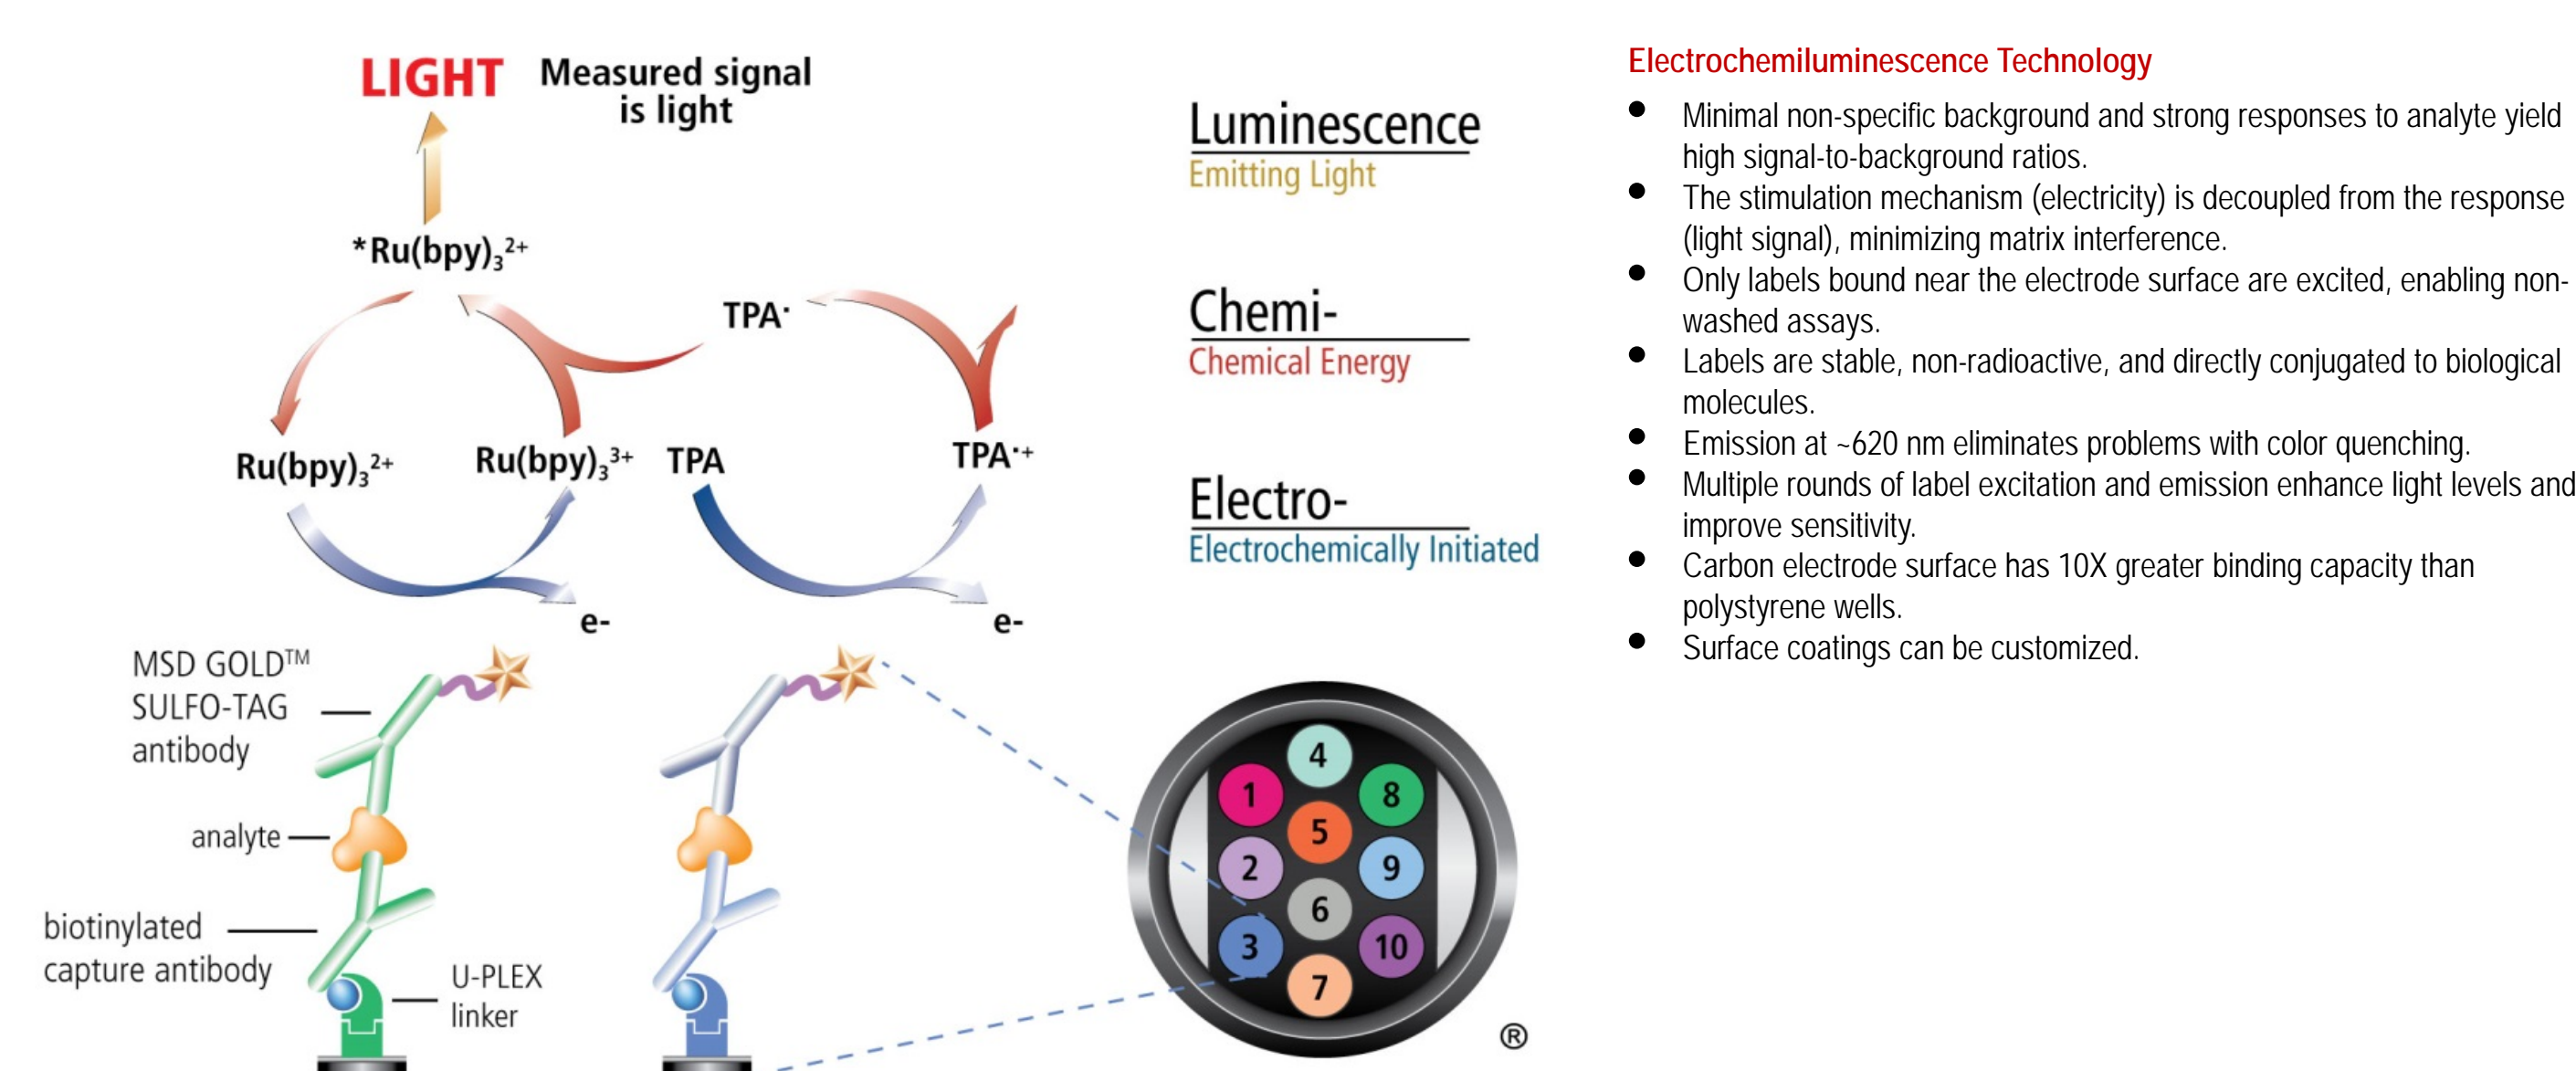 LIGHT Measured signal
is light
*Ru(bpy)₃²⁺
TPA·
Ru(bpy)₃²⁺
Ru(bpy)₃³⁺
TPA
TPA·⁺
e-
e-
Luminescence
Emitting Light
Chemi-
Chemical Energy
Electro-
Electrochemically Initiated
MSD GOLD™
SULFO-TAG
antibody
analyte
biotinylated
capture antibody
U-PLEX
linker
4
1
8
5
2
9
6
3
10
7
®
Electrochemiluminescence Technology
● Minimal non-specific background and strong responses to analyte yield
high signal-to-background ratios.
● The stimulation mechanism (electricity) is decoupled from the response
(light signal), minimizing matrix interference.
● Only labels bound near the electrode surface are excited, enabling non-
washed assays.
● Labels are stable, non-radioactive, and directly conjugated to biological
molecules.
● Emission at ~620 nm eliminates problems with color quenching.
● Multiple rounds of label excitation and emission enhance light levels and
improve sensitivity.
● Carbon electrode surface has 10X greater binding capacity than
polystyrene wells.
● Surface coatings can be customized.